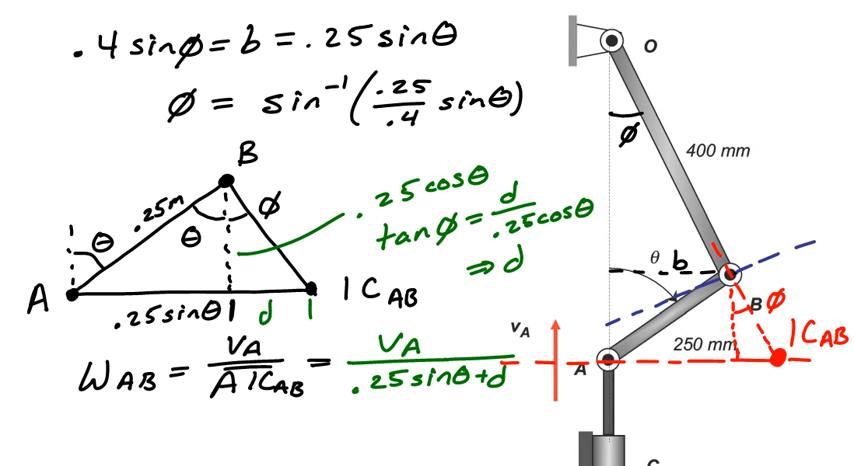 .4 sinφ = b = .25 sinθ
φ = sin⁻¹(.25/.4 sinθ)
B
.25m
θ
θ
φ
A
IC_AB
.25 sinθ
d
.25 cosθ
tanφ = d/.25cosθ
⇒ d
ω_AB = V_A/A IC_AB = V_A/.25 sinθ + d
O
φ
400 mm
θ
b
B
φ
IC_AB
250 mm
V_A
A